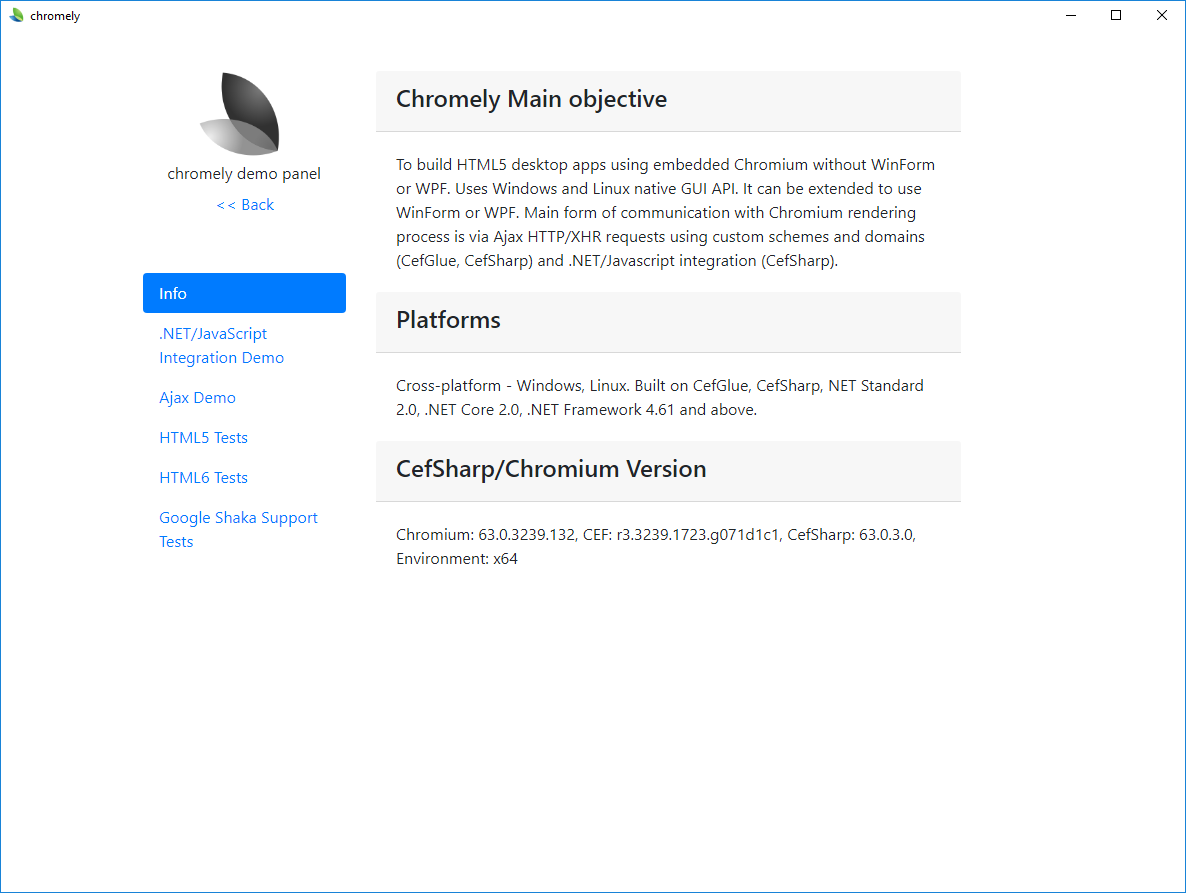 chromely
chromely demo panel
<< Back
Info
.NET/JavaScript
Integration Demo
Ajax Demo
HTML5 Tests
HTML6 Tests
Google Shaka Support
Tests
Chromely Main objective
To build HTML5 desktop apps using embedded Chromium without WinForm
or WPF. Uses Windows and Linux native GUI API. It can be extended to use
WinForm or WPF. Main form of communication with Chromium rendering
process is via Ajax HTTP/XHR requests using custom schemes and domains
(CefGlue, CefSharp) and .NET/Javascript integration (CefSharp).
Platforms
Cross-platform - Windows, Linux. Built on CefGlue, CefSharp, NET Standard
2.0, .NET Core 2.0, .NET Framework 4.61 and above.
CefSharp/Chromium Version
Chromium: 63.0.3239.132, CEF: r3.3239.1723.g071d1c1, CefSharp: 63.0.3.0,
Environment: x64